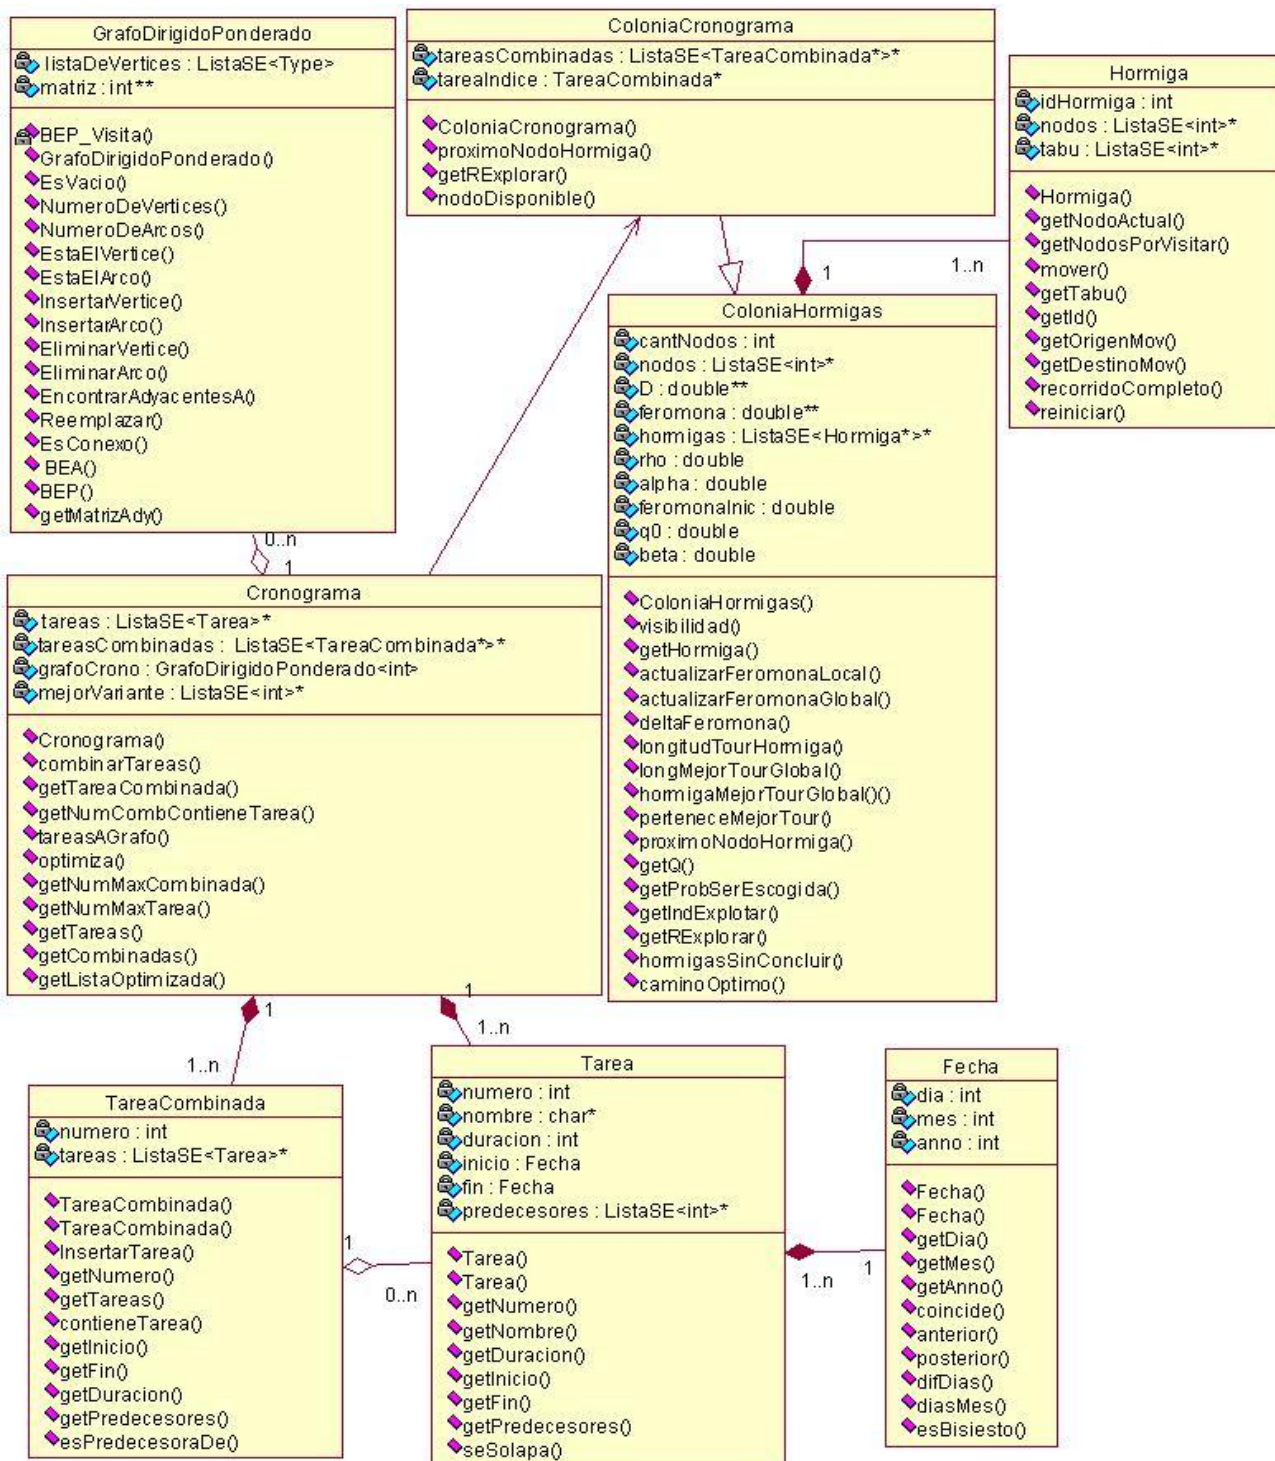 GrafoDirigidoPonderado
listaDeVertices : ListaSE<Type>
matriz : int**
BEP_Visita()
GrafoDirigidoPonderado()
EsVacio()
NumeroDeVertices()
NumeroDeArcos()
EstaElVertice()
EstaElArco()
InsertarVertice()
InsertarArco()
EliminarVertice()
EliminarArco()
EncontrarAdyacentesA()
Reemplazar()
EsConexo()
BEA()
BEP()
getMatrizAdy()
0..n
1
ColoniaCronograma
tareasCombinadas : ListaSE<TareaCombinada*>*
tareaIndice : TareaCombinada*
ColoniaCronograma()
proximoNodoHormiga()
getRExplorar()
nodoDisponible()
Hormiga
idHormiga : int
nodos : ListaSE<int>*
tabu : ListaSE<int>*
Hormiga()
getNodoActual()
getNodosPorVisitar()
mover()
getTabu()
getId()
getOrigenMov()
getDestinoMov()
recorridoCompleto()
reiniciar()
1
1..n
ColoniaHormigas
cantNodos : int
nodos : ListaSE<int>*
D : double**
feromona : double**
hormigas : ListaSE<Hormiga*>*
rho : double
alpha : double
feromonaInic : double
q0 : double
beta : double
ColoniaHormigas()
visibilidad()
getHormiga()
actualizarFeromonaLocal()
actualizarFeromonaGlobal()
deltaFeromona()
longitudTourHormiga()
longMejorTourGlobal()
hormigaMejorTourGlobal()()
perteneceMejorTour()
proximoNodoHormiga()
getQ()
getProbSerEscogida()
getIndExplotar()
getRExplorar()
hormigasSinConcluir()
caminoOptimo()
Cronograma
tareas : ListaSE<Tarea>*
tareasCombinadas : ListaSE<TareaCombinada*>*
grafoCrono : GrafoDirigidoPonderado<int>
mejorVariante : ListaSE<int>*
Cronograma()
combinarTareas()
getTareaCombinada()
getNumCombContieneTarea()
tareasAGrafo()
optimiza()
getNumMaxCombinada()
getNumMaxTarea()
getTareas()
getCombinadas()
getListaOptimizada()
1
1..n
1
1..n
TareaCombinada
numero : int
tareas : ListaSE<Tarea>*
TareaCombinada()
TareaCombinada()
InsertarTarea()
getNumero()
getTareas()
contieneTarea()
getInicio()
getFin()
getDuracion()
getPredecesores()
esPredecesoraDe()
1
0..n
Tarea
numero : int
nombre : char*
duracion : int
inicio : Fecha
fin : Fecha
predecesores : ListaSE<int>*
Tarea()
Tarea()
getNumero()
getNombre()
getDuracion()
getInicio()
getFin()
getPredecesores()
seSolapa()
1..n
1
Fecha
dia : int
mes : int
anno : int
Fecha()
Fecha()
getDia()
getMes()
getAnno()
coincide()
anterior()
posterior()
difDias()
diasMes()
esBisiesto()